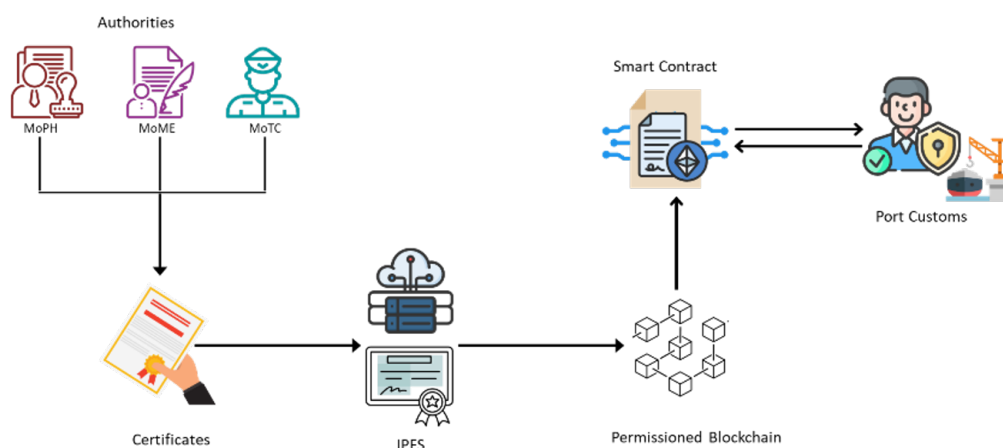 Authorities
MoPH
MoME
MoTC
Smart Contract
Port Customs
Certificates
IPFS
Permissioned Blockchain